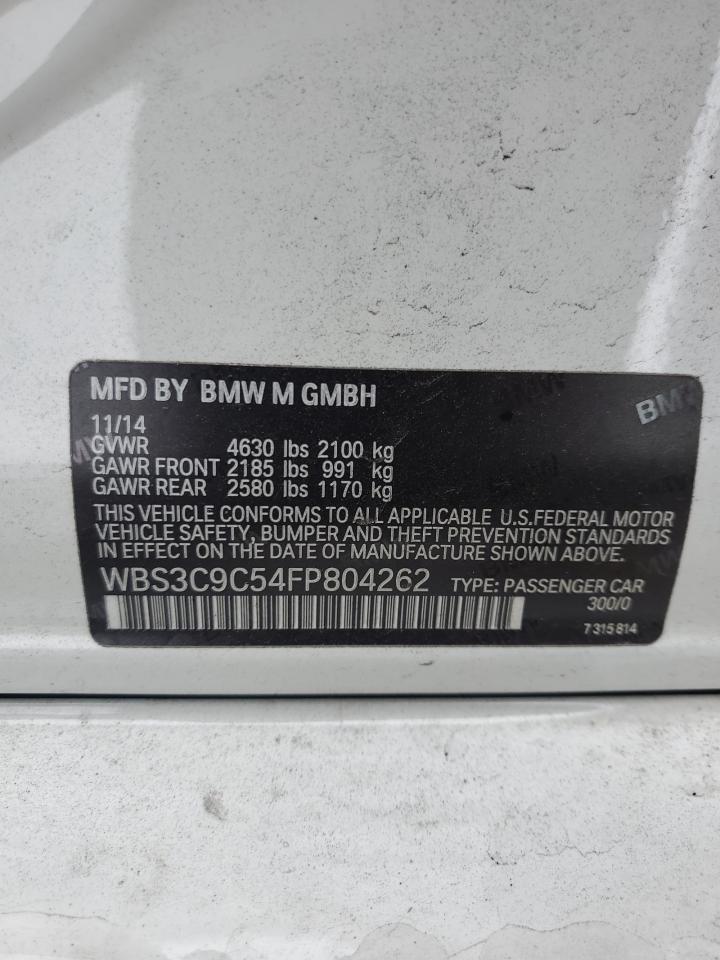 MFD BY BMW M GMBH
BMW
11/14
GVWR 4630 lbs 2100 kg
GAWR FRONT 2185 lbs 991 kg
GAWR REAR 2580 lbs 1170 kg
THIS VEHICLE CONFORMS TO ALL APPLICABLE U.S.FEDERAL MOTOR
VEHICLE SAFETY, BUMPER AND THEFT PREVENTION STANDARDS
IN EFFECT ON THE DATE OF MANUFACTURE SHOWN ABOVE.
WBS3C9C54FP804262 TYPE: PASSENGER CAR
300/0
7315814